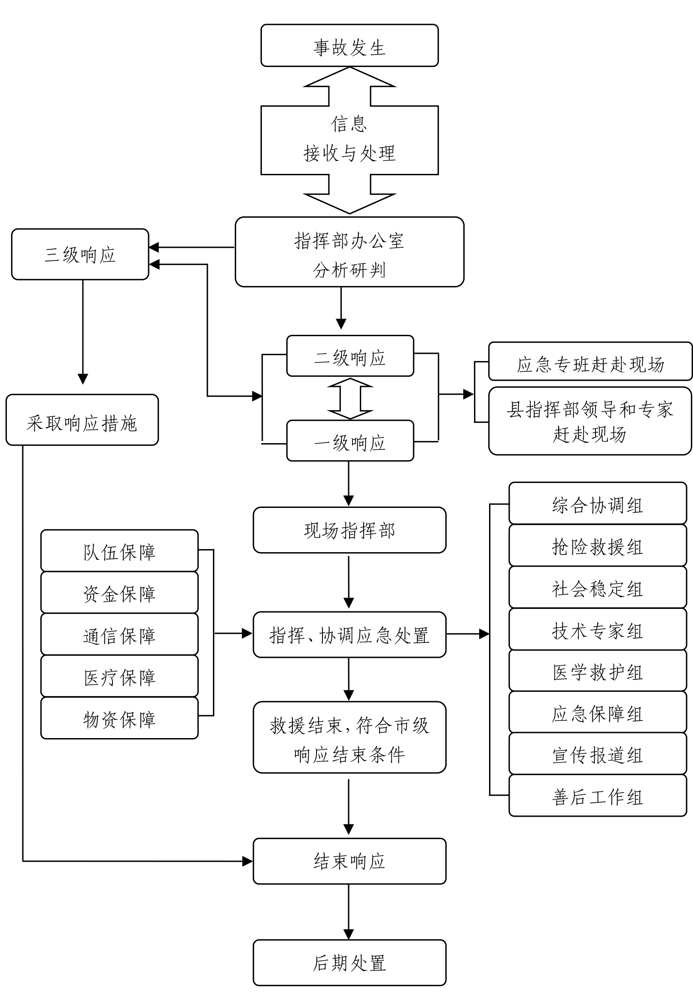 事故发生
信息
接收与处理
指挥部办公室
分析研判
三级响应
二级响应
应急专班赶赴现场
县指挥部领导和专家
赶赴现场
采取响应措施
一级响应
现场指挥部
队伍保障
资金保障
通信保障
医疗保障
物资保障
指挥、协调应急处置
综合协调组
抢险救援组
社会稳定组
技术专家组
医学救护组
应急保障组
宣传报道组
善后工作组
救援结束,符合市级
响应结束条件
结束响应
后期处置